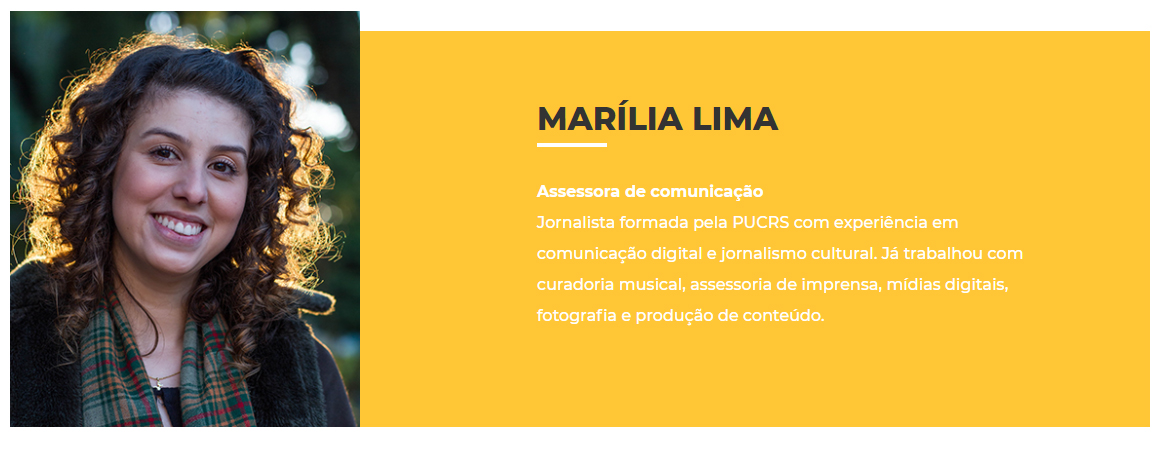 MARÍLIA LIMA
Assessora de comunicação
Jornalista formada pela PUCRS com experiência em
comunicação digital e jornalismo cultural. Já trabalhou com
curadoria musical, assessoria de imprensa, mídias digitais,
fotografia e produção de conteúdo.